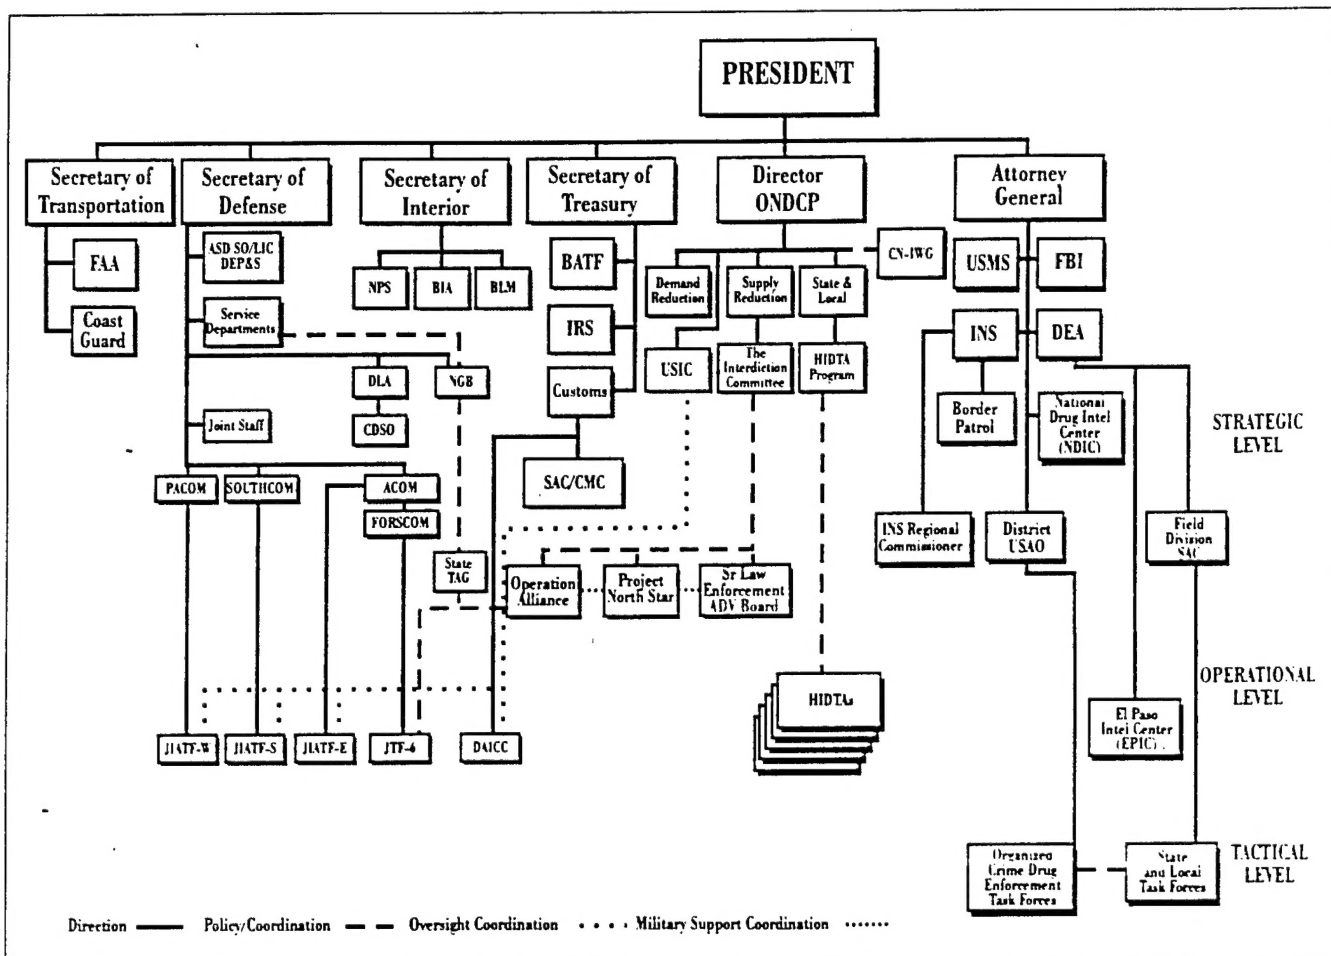 PRESIDENT
Secretary of
Transportation
Secretary of
Defense
Secretary of
Interior
Secretary of
Treasury
Director
ONDCP
Attorney
General
FAA
Coast
Guard
ASD SO/LIC
DEP&S
Service
Departments
DLA
NGB
CDSO
Joint Staff
PACOM
SOUTHCOM
ACOM
FORSCOM
State
TAG
NPS
BIA
BLM
BATF
IRS
Customs
SAC/CMC
CN-IWG
Demand
Reduction
Supply
Reduction
State &
Local
USIC
The
Interdiction
Committee
HIDTA
Program
USMS
FBI
INS
DEA
Border
Patrol
National
Drug Intel
Center
(NDIC)
STRATEGIC
LEVEL
INS Regional
Commissioner
District
USAO
Field
Division
SAC
Operation
Alliance
Project
North Star
Sr Law
Enforcement
ADV Board
HIDTAs
OPERATIONAL
LEVEL
El Paso
Intel Center
(EPIC)
JIATF-W
JIATF-S
JIATF-E
JTF-6
DAICC
Organized
Crime Drug
Enforcement
Task Forces
State
and Local
Task Forces
TACTICAL
LEVEL
Direction
Policy/Coordination
Oversight Coordination
Military Support Coordination